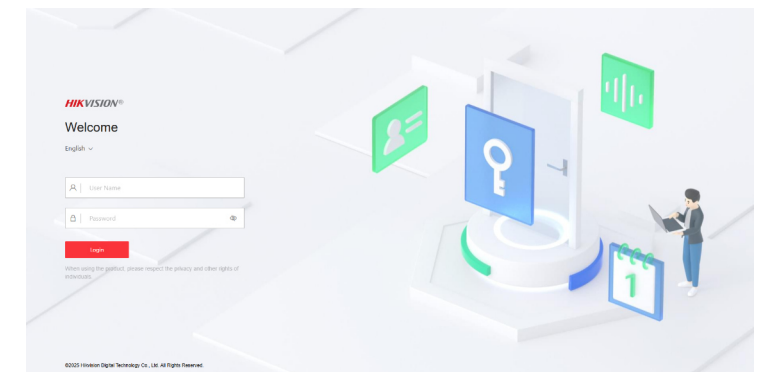 HIKVISION®
Welcome
English
User Name
Password
Login
When using the product, please respect the privacy and other rights of
individuals.
1
©2025 Hikvision Digital Technology Co., Ltd. All Rights Reserved.